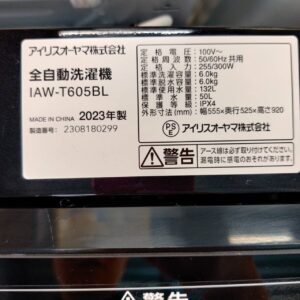 アイリスオーヤマ株式会社
全自動洗濯機
IAW-T605BL
MADE IN CHINA 2023年製
製造番号: 2308180299
定格電圧: 100V~
定格周波数: 50/60Hz 共用
定格消費電力: 255/300W
標準洗濯容量: 6.0kg
標準脱水容量: 6.0kg
標準使用水量: 132L
標準水量: 50L
保護等級: IPX4
外形寸法(mm): 幅555×奥行525×高さ920
PS
E
アイリスオーヤマ株式会社
警告
アース線は必ず取り付けてください。
漏電時に感電のおそれがあります。
警告